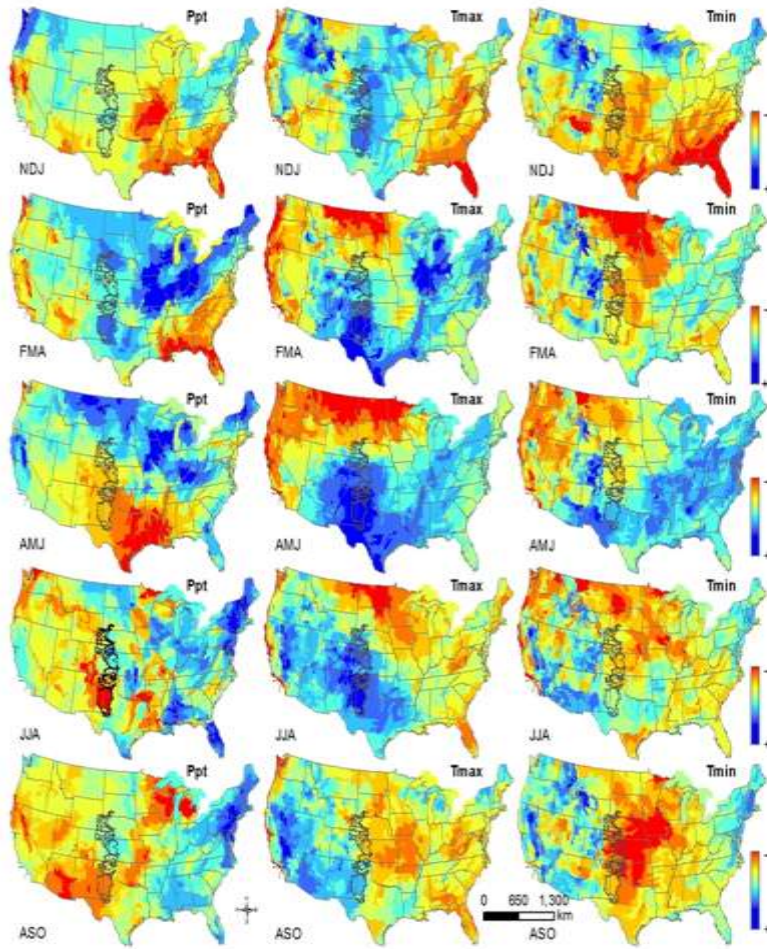 Ppt Tmax Tmin
NDJ NDJ NDJ
Ppt Tmax Tmin
FMA FMA FMA
Ppt Tmax Tmin
AMJ AMJ AMJ
Ppt Tmax Tmin
JJA JJA JJA
Ppt Tmax Tmin
0 650 1,300
km
ASO ASO ASO